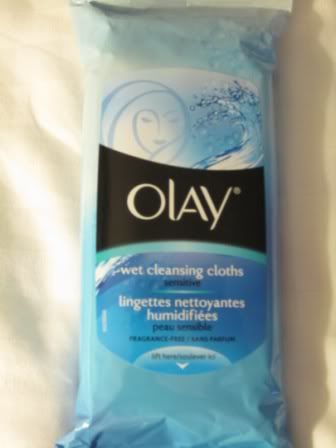 OLAY®
wet cleansing cloths
sensitive
lingettes nettoyantes
humidifiées
peau sensible
FRAGRANCE-FREE / SANS PARFUM
lift here/soulever ici